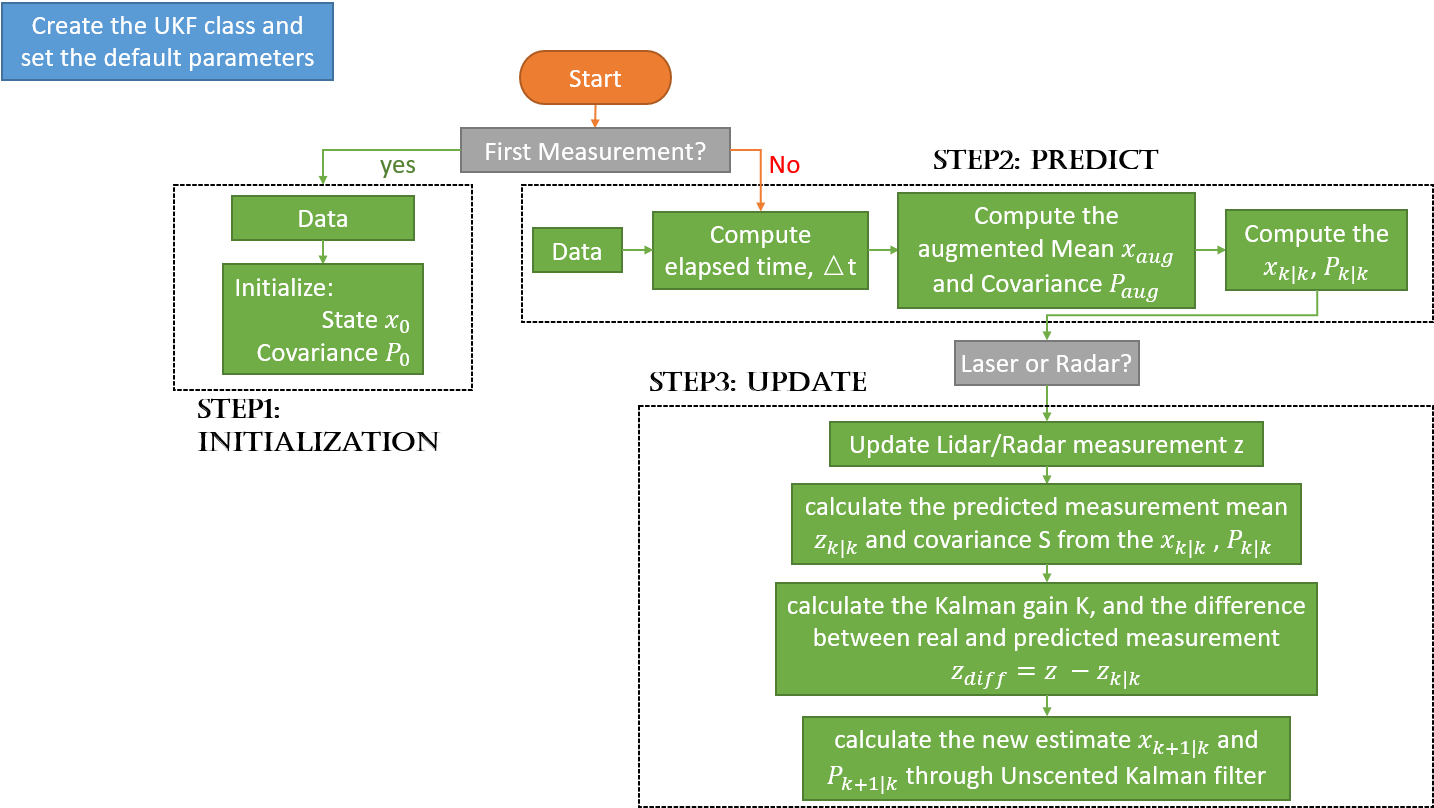 Create the UKF class and
set the default parameters
Start
First Measurement?
yes
No
STEP1:
INITIALIZATION
Data
Initialize:
State x₀
Covariance P₀
STEP2: PREDICT
Data
Compute
elapsed time, △t
Compute the
augmented Mean x_{aug}
and Covariance P_{aug}
Compute the
x_{k|k}, P_{k|k}
Laser or Radar?
STEP3: UPDATE
Update Lidar/Radar measurement z
calculate the predicted measurement mean
z_{k|k} and covariance S from the x_{k|k} , P_{k|k}
calculate the Kalman gain K, and the difference
between real and predicted measurement
z_{diff} = z − z_{k|k}
calculate the new estimate x_{k+1|k} and
P_{k+1|k} through Unscented Kalman filter